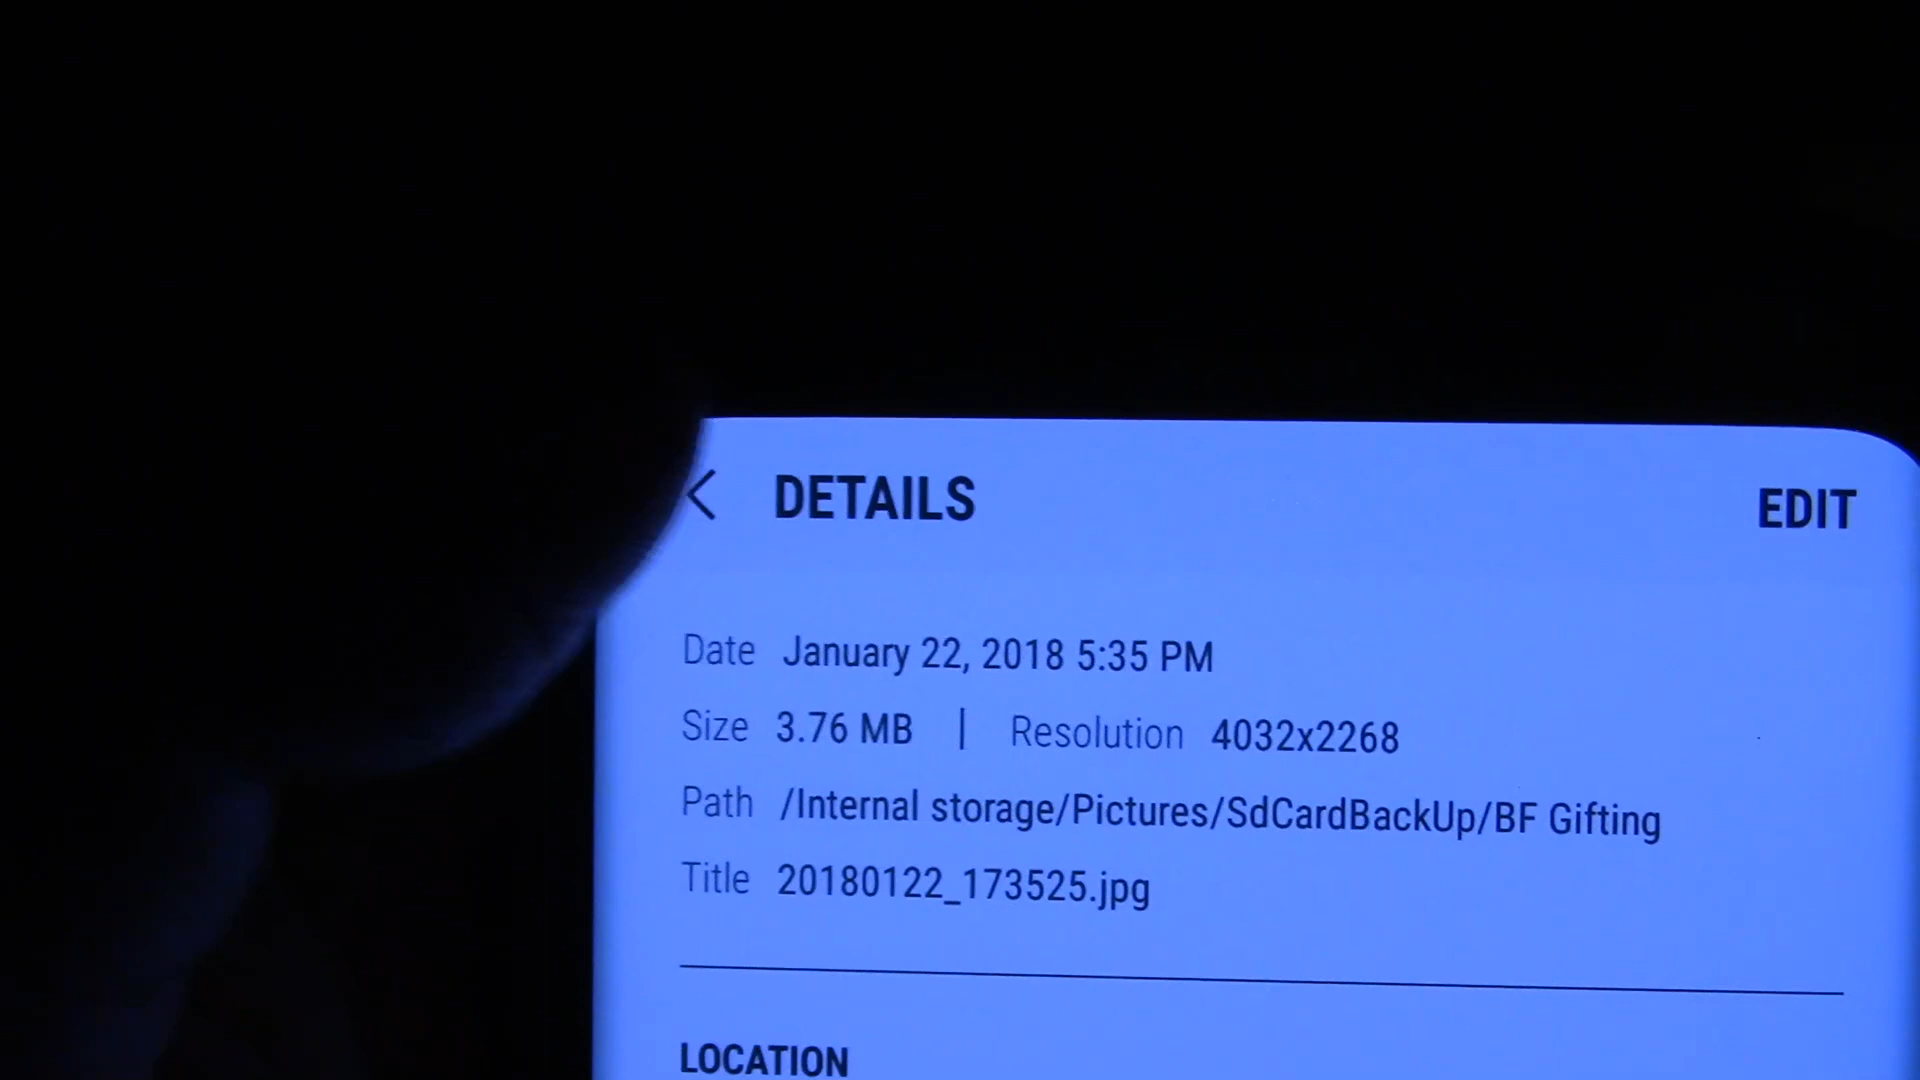 < DETAILS EDIT
Date January 22, 2018 5:35 PM
Size 3.76 MB | Resolution 4032x2268
Path /Internal storage/Pictures/SdCardBackUp/BF Gifting
Title 20180122_173525.jpg
LOCATION